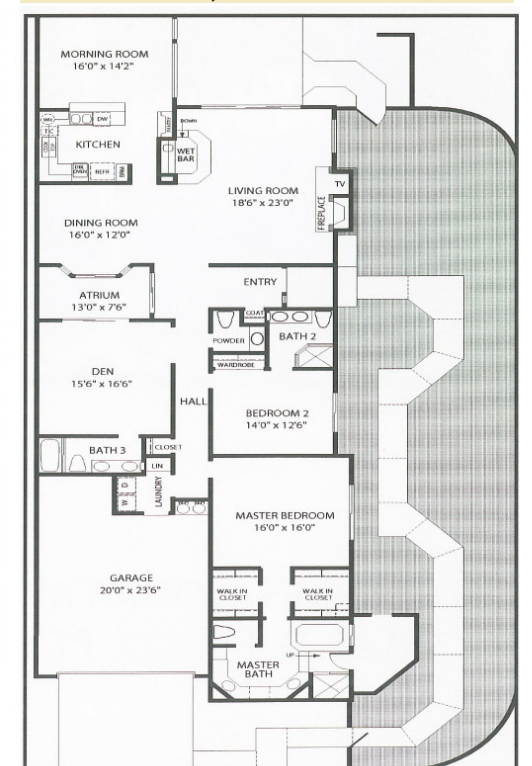 MORNING ROOM
16'0" x 14'2"
DW
KITCHEN
REFR
PANTRY
DOWN
WET
BAR
LIVING ROOM
18'6" x 23'0"
TV
FIREPLACE
DINING ROOM
16'0" x 12'0"
ENTRY
ATRIUM
13'0" x 7'6"
COAT
POWDER
BATH 2
WARDROBE
DEN
15'6" x 16'6"
HALL
BEDROOM 2
14'0" x 12'6"
BATH 3
CLOSET
LIN
W D
LAUNDRY
MASTER BEDROOM
16'0" x 16'0"
GARAGE
20'0" x 23'6"
WALK IN
CLOSET
WALK IN
CLOSET
UP
MASTER
BATH